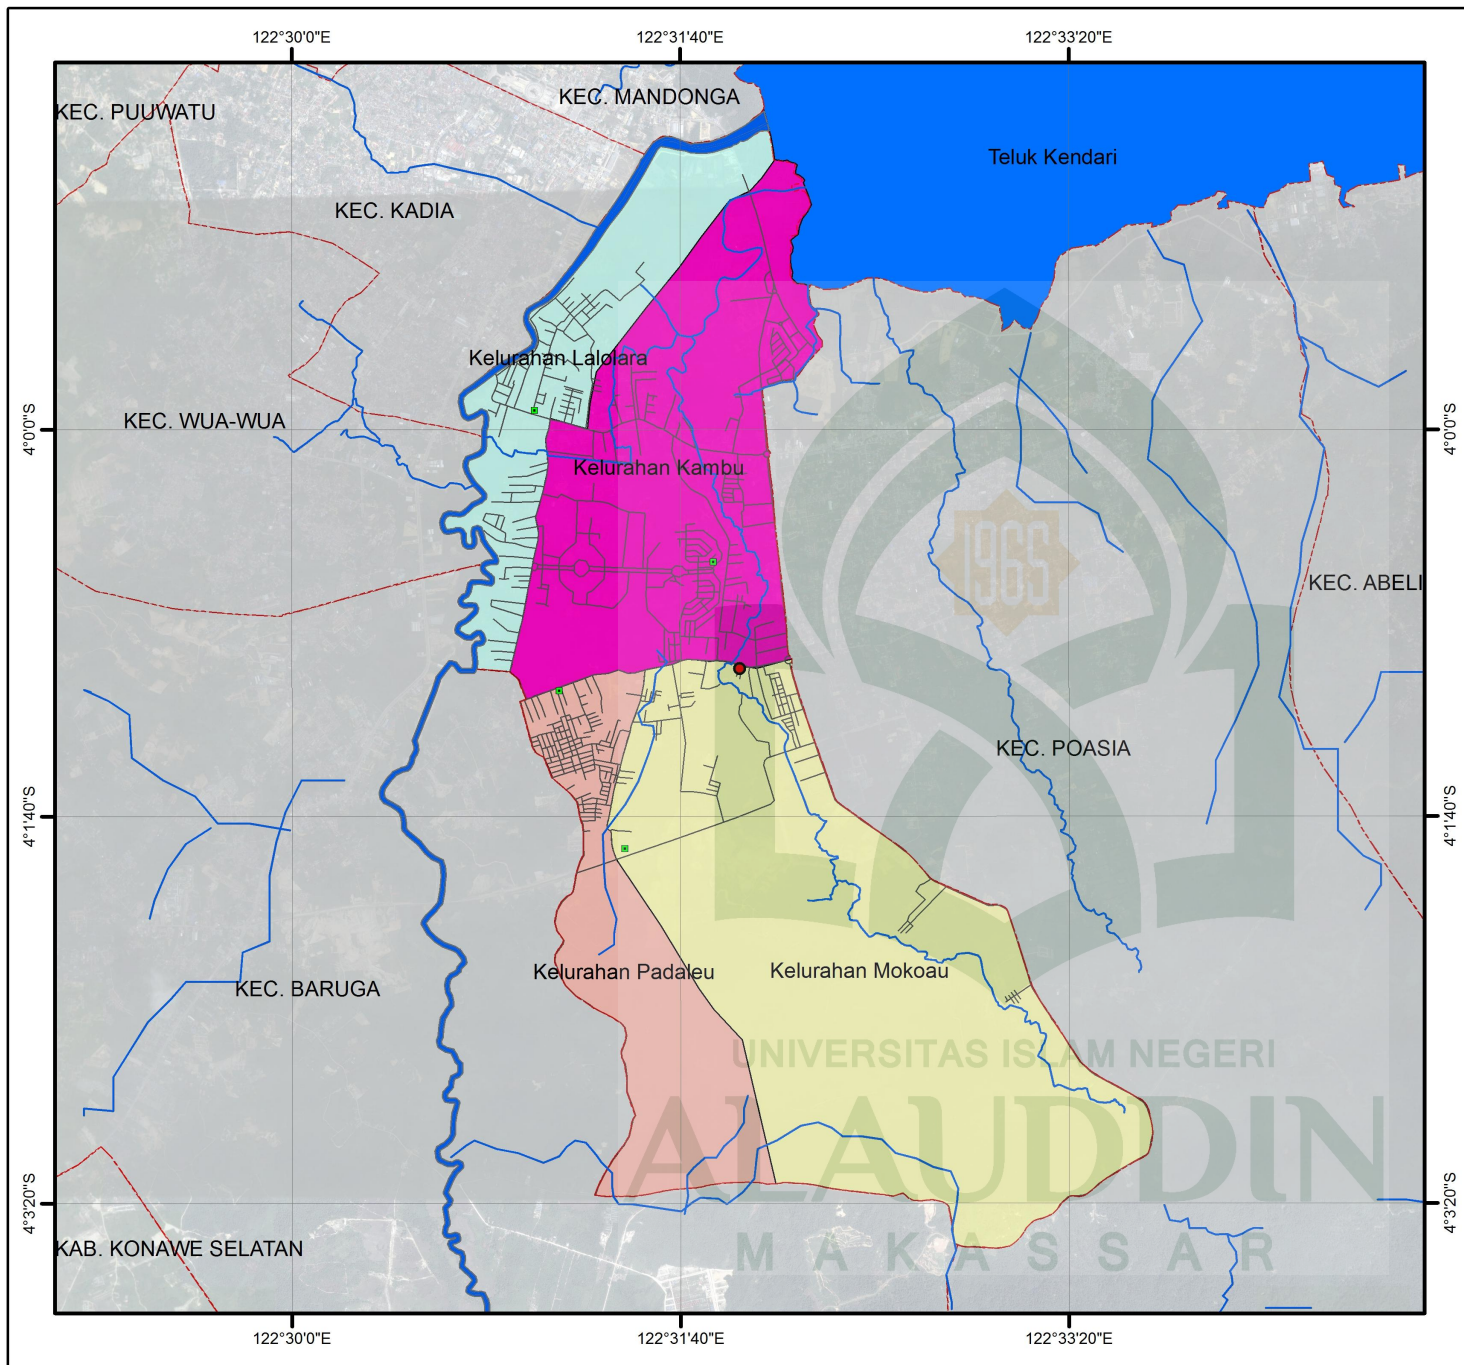 122°30'0"E
122°31'40"E
122°33'20"E
KEC. MANDONGA
KEC. PUUWATU
Teluk Kendari
KEC. KADIA
Kelurahan Lalolara
KEC. WUA-WUA
4°0'0"S
4°0'0"S
Kelurahan Kambu
1965
KEC. ABELI
KEC. POASIA
4°1'40"S
4°1'40"S
Kelurahan Padaleu
Kelurahan Mokoau
KEC. BARUGA
UNIVERSITAS ISLAM NEGERI
ALAUDDIN
4°3'20"S
4°3'20"S
KAB. KONAWE SELATAN
MAKASSAR
122°30'0"E
122°31'40"E
122°33'20"E